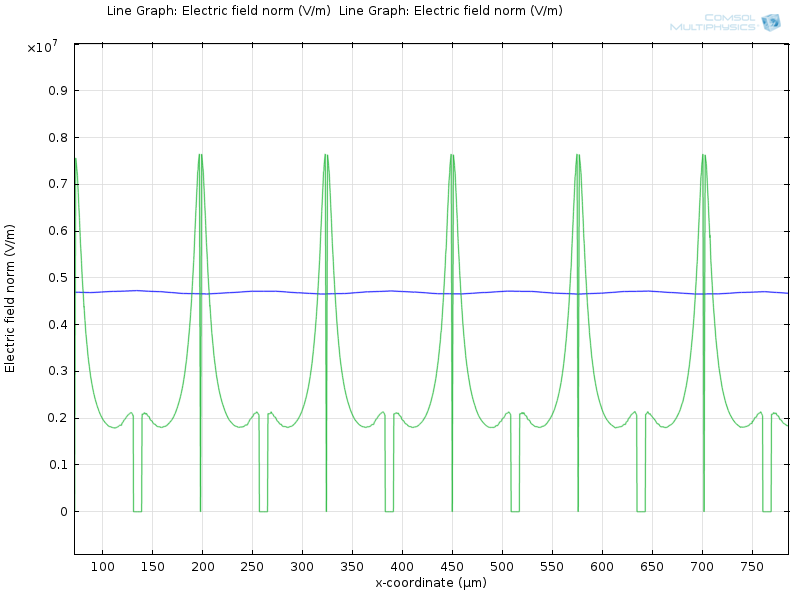 Line Graph: Electric field norm (V/m) Line Graph: Electric field norm (V/m)
COMSOL
MULTIPHYSICS
×10⁷
0.9
0.8
0.7
0.6
0.5
0.4
0.3
0.2
0.1
0
Electric field norm (V/m)
100 150 200 250 300 350 400 450 500 550 600 650 700 750
x-coordinate (µm)